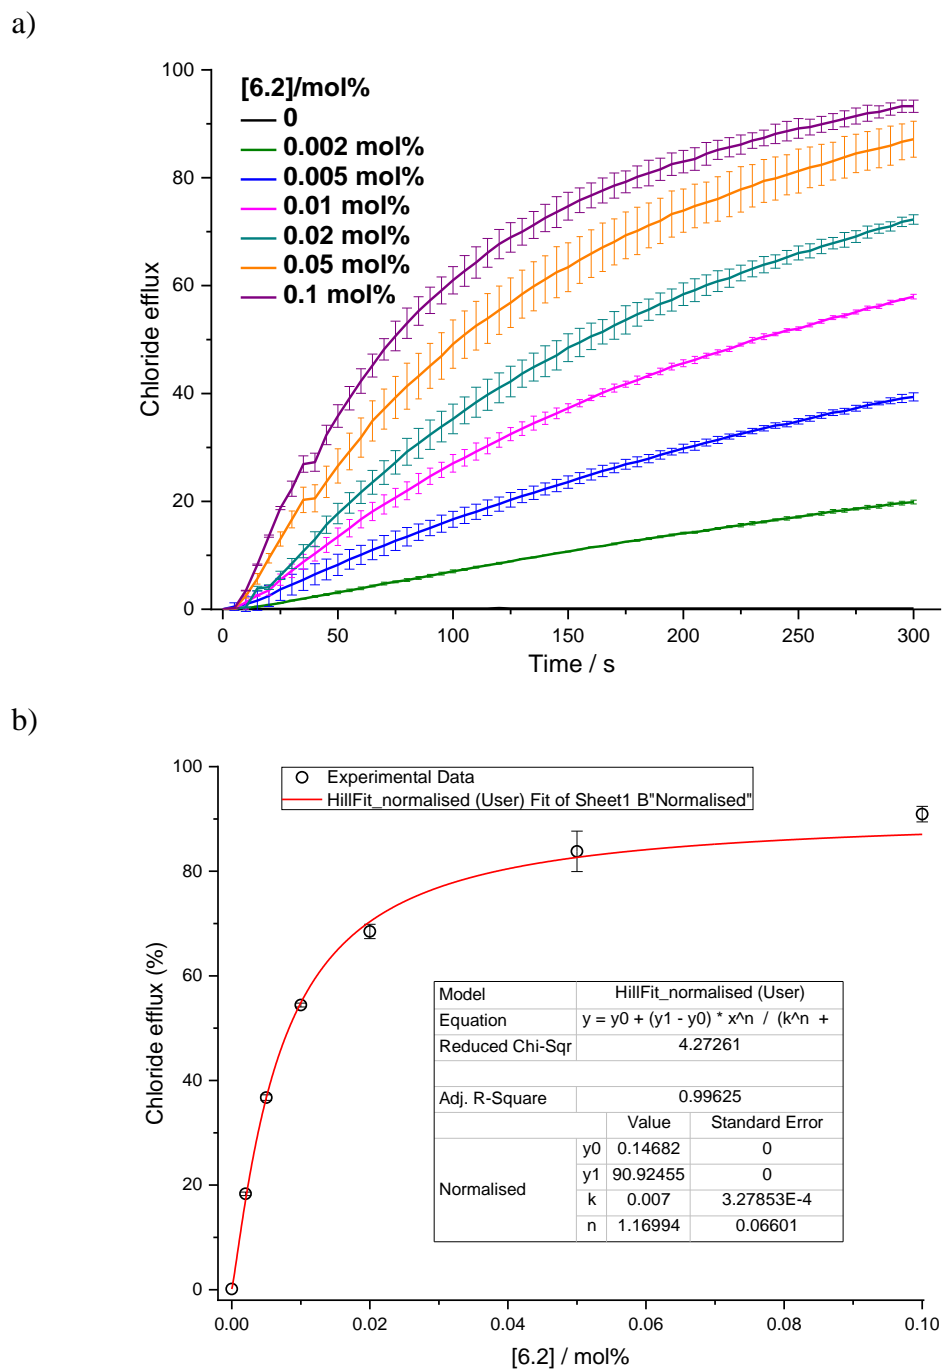 a)
100
80
60
40
20
0
Chloride efflux
[6.2]/mol%
0
0.002 mol%
0.005 mol%
0.01 mol%
0.02 mol%
0.05 mol%
0.1 mol%
0 50 100 150 200 250 300
Time / s
b)
100
80
60
40
20
0
Chloride efflux (%)
Experimental Data
HillFit_normalised (User) Fit of Sheet1 B"Normalised"
Model HillFit_normalised (User)
Equation y = y0 + (y1 - y0) * x^n / (k^n +
Reduced Chi-Sqr 4.27261
Adj. R-Square 0.99625
Value Standard Error
Normalised y0 0.14682 0
y1 90.92455 0
k 0.007 3.27853E-4
n 1.16994 0.06601
0.00 0.02 0.04 0.06 0.08 0.10
[6.2] / mol%